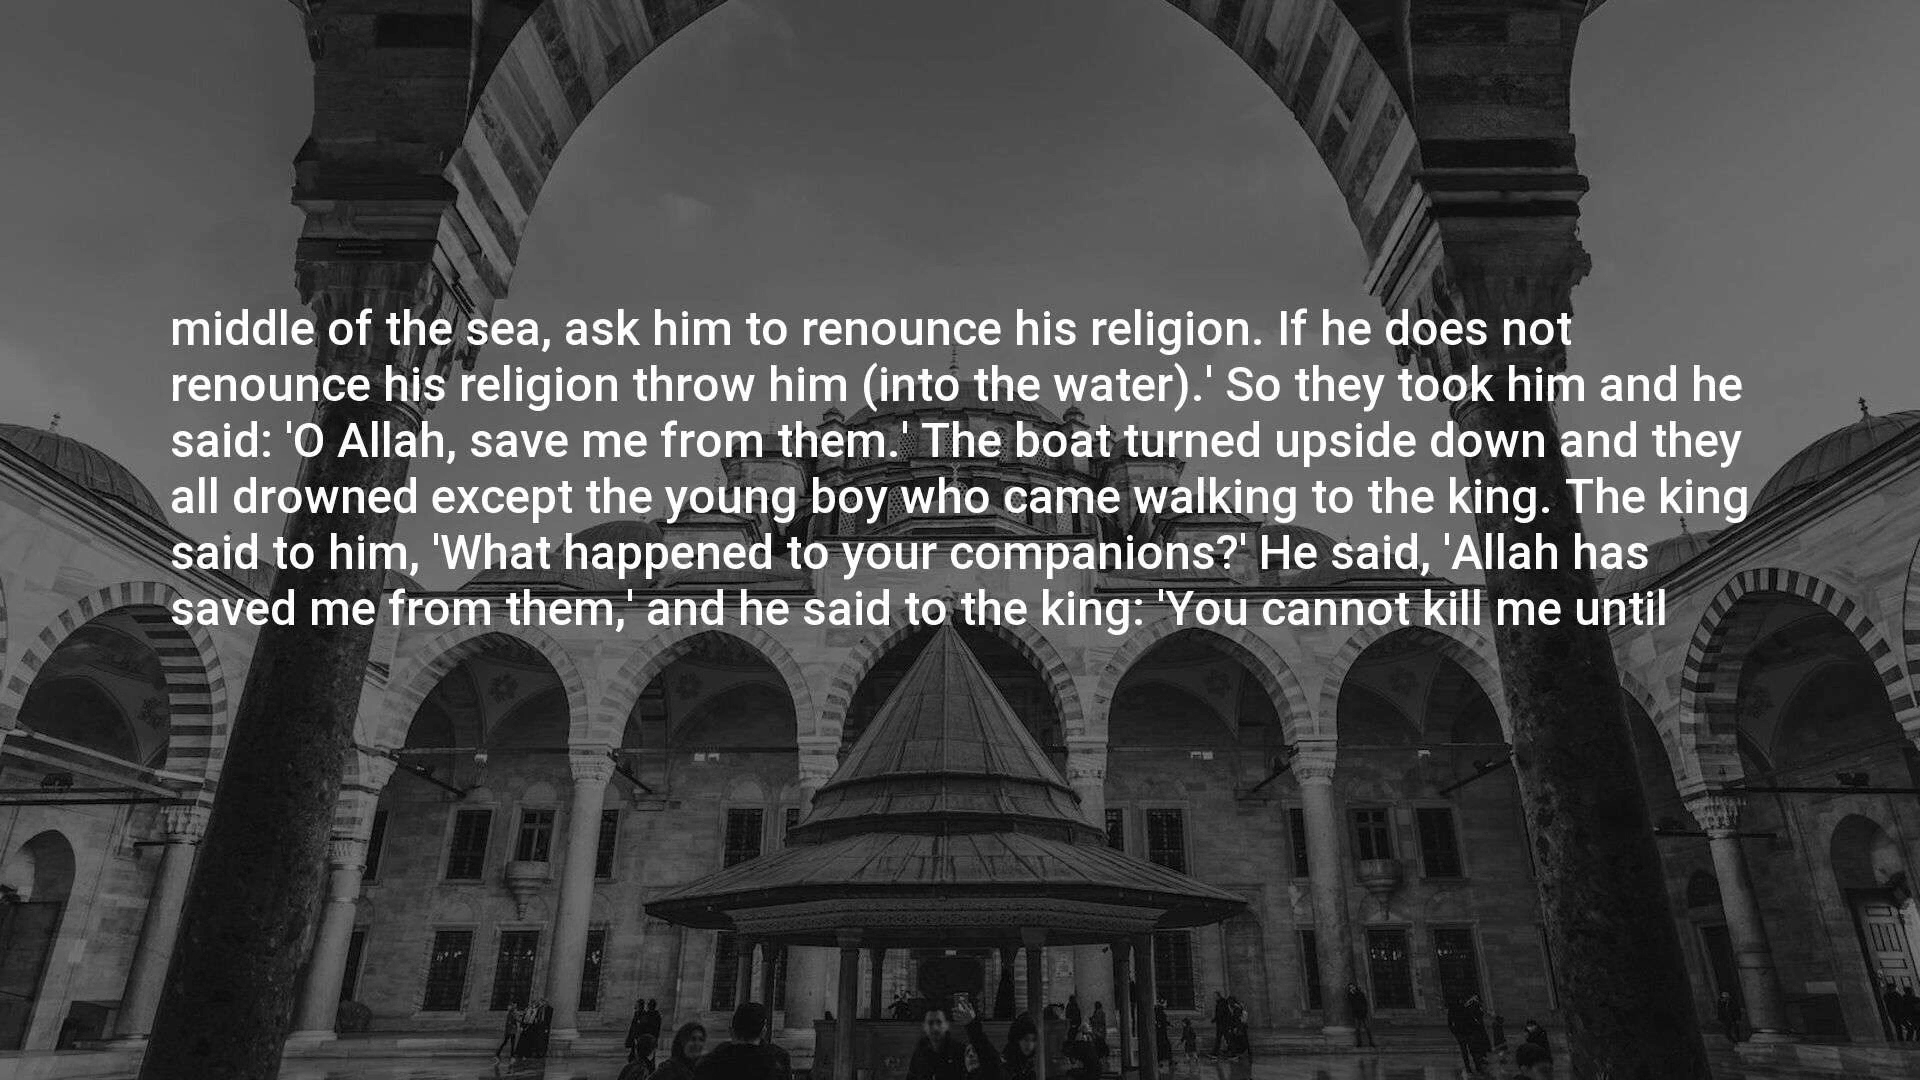 middle of the sea, ask him to renounce his religion. If he does not
renounce his religion throw him (into the water).' So they took him and he
said: 'O Allah, save me from them.' The boat turned upside down and they
all drowned except the young boy who came walking to the king. The king
said to him, 'What happened to your companions?' He said, 'Allah has
saved me from them,' and he said to the king: 'You cannot kill me until